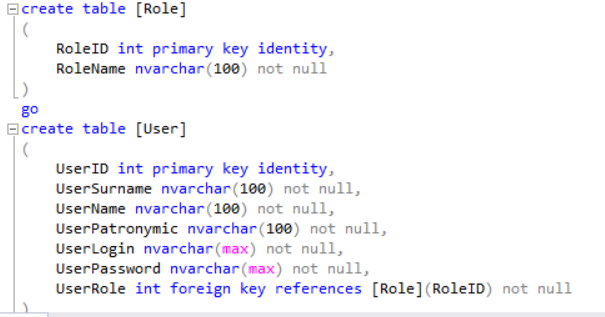 create table [Role]
(
RoleID int primary key identity,
RoleName nvarchar(100) not null
)
go
create table [User]
(
UserID int primary key identity,
UserSurname nvarchar(100) not null,
UserName nvarchar(100) not null,
UserPatronymic nvarchar(100) not null,
UserLogin nvarchar(max) not null,
UserPassword nvarchar(max) not null,
UserRole int foreign key references [Role](RoleID) not null
)